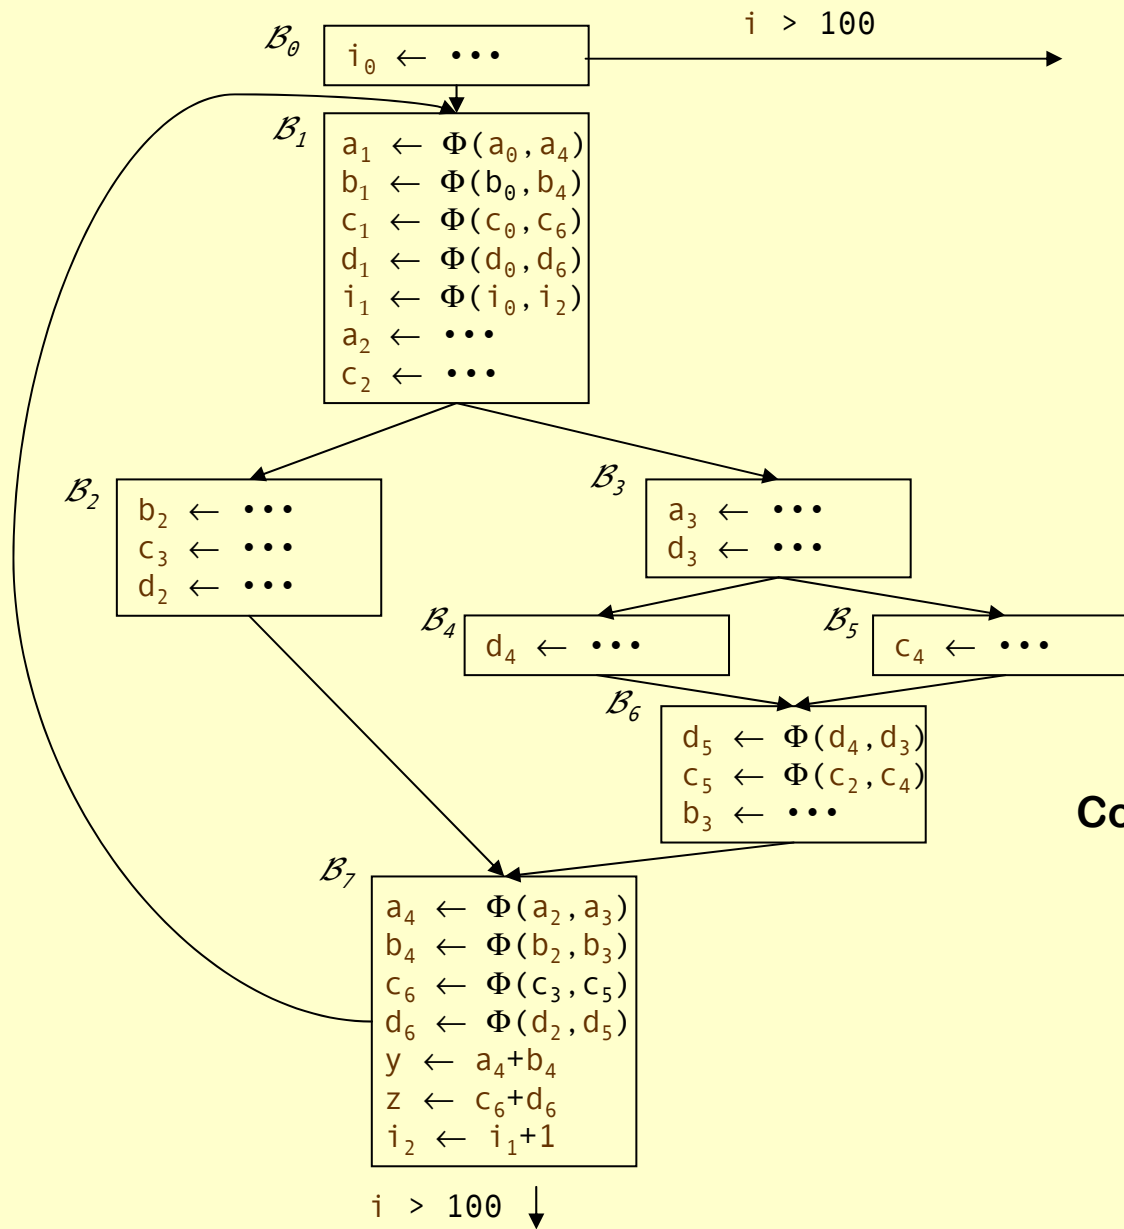 i > 100
ℬ₀
i₀ ← •••
ℬ₁
a₁ ← Φ(a₀,a₄)
b₁ ← Φ(b₀,b₄)
c₁ ← Φ(c₀,c₆)
d₁ ← Φ(d₀,d₆)
i₁ ← Φ(i₀,i₂)
a₂ ← •••
c₂ ← •••
ℬ₂
b₂ ← •••
c₃ ← •••
d₂ ← •••
ℬ₃
a₃ ← •••
d₃ ← •••
ℬ₄
d₄ ← •••
ℬ₅
c₄ ← •••
ℬ₆
d₅ ← Φ(d₄,d₃)
c₅ ← Φ(c₂,c₄)
b₃ ← •••
Co
ℬ₇
a₄ ← Φ(a₂,a₃)
b₄ ← Φ(b₂,b₃)
c₆ ← Φ(c₃,c₅)
d₆ ← Φ(d₂,d₅)
y ← a₄+b₄
z ← c₆+d₆
i₂ ← i₁+1
i > 100